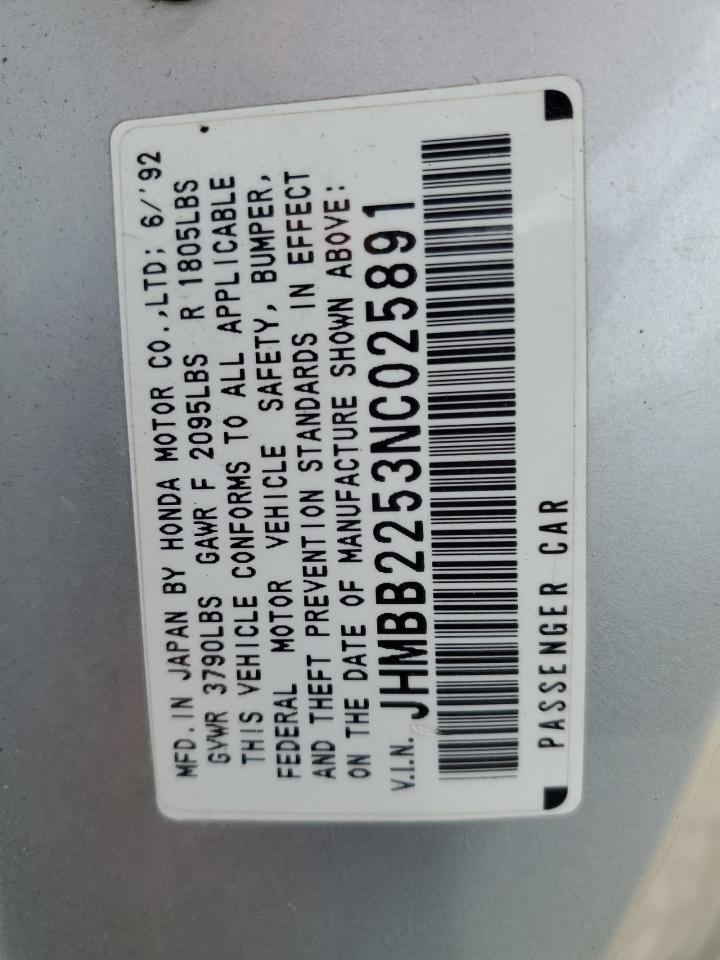 MFD. IN JAPAN BY HONDA MOTOR CO.,LTD; 6/'92
GVWR 3790LBS GAWR F 2095LBS R 1805LBS
THIS VEHICLE CONFORMS TO ALL APPLICABLE
FEDERAL MOTOR VEHICLE SAFETY, BUMPER,
AND THEFT PREVENTION STANDARDS IN EFFECT
ON THE DATE OF MANUFACTURE SHOWN ABOVE:
V.I.N. JHMBB2253NC025891
PASSENGER CAR